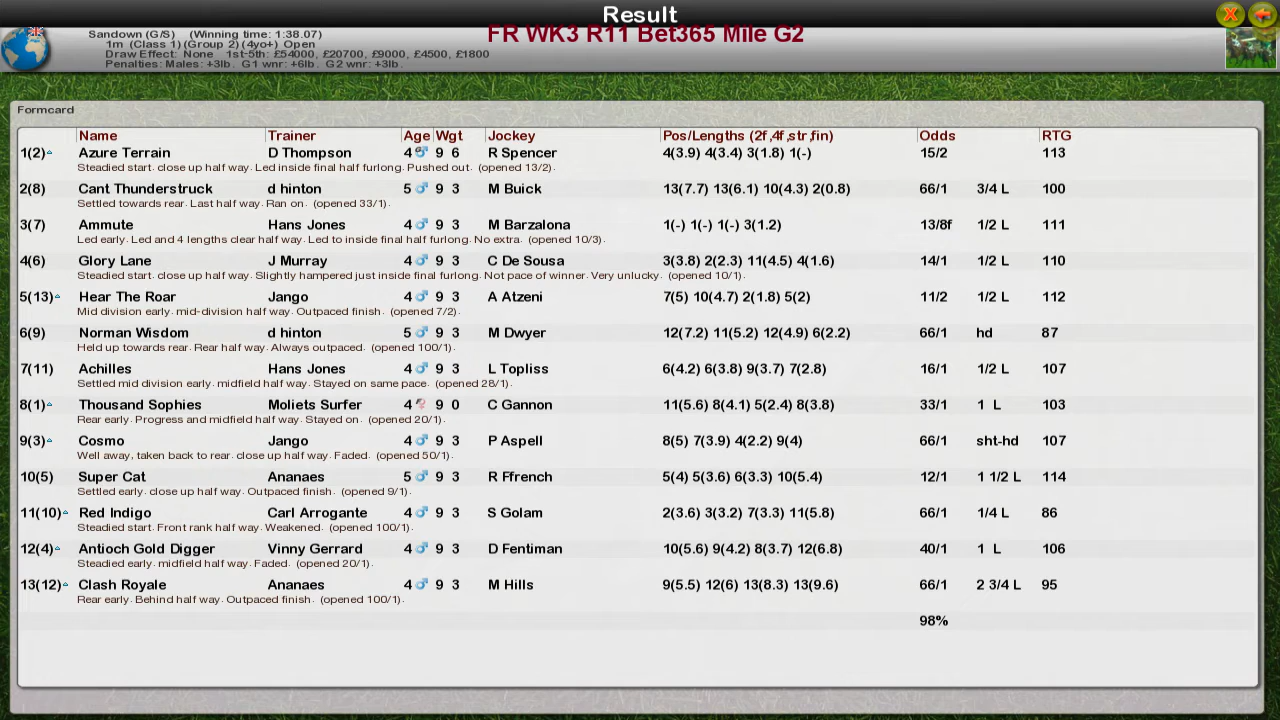 Result
FR WK3 R11 Bet365 Mile G2
Sandown (G/S) (Winning time: 1:38.07)
1m (Class 1)(Group 2)(4yo+) Open
Draw Effect: None 1st-5th: £54000, £20700, £9000, £4500, £1800
Penalties: Males: +3lb. G1 wnr: +6lb. G2 wnr: +3lb.
Formcard
Name Trainer Age Wgt Jockey Pos/Lengths (2f,4f,str,fin) Odds RTG
1(2) Azure Terrain D Thompson 4 9 6 R Spencer 4(3.9) 4(3.4) 3(1.8) 1(-) 15/2 113
Steadied start. close up half way. Led inside final half furlong. Pushed out. (opened 13/2).
2(8) Cant Thunderstruck d hinton 5 9 3 M Buick 13(7.7) 13(6.1) 10(4.3) 2(0.8) 66/1 3/4 L 100
Settled towards rear. Last half way. Ran on. (opened 33/1).
3(7) Ammute Hans Jones 4 9 3 M Barzalona 1(-) 1(-) 1(-) 3(1.2) 13/8f 1/2 L 111
Led early. Led and 4 lengths clear half way. Led to inside final half furlong. No extra. (opened 10/3).
4(6) Glory Lane J Murray 4 9 3 C De Sousa 3(3.8) 2(2.3) 11(4.5) 4(1.6) 14/1 1/2 L 110
Steadied start. close up half way. Slightly hampered just inside final furlong. Not pace of winner. Very unlucky. (opened 10/1).
5(13) Hear The Roar Jango 4 9 3 A Atzeni 7(5) 10(4.7) 2(1.8) 5(2) 11/2 1/2 L 112
Mid division early. mid-division half way. Outpaced finish. (opened 7/2).
6(9) Norman Wisdom d hinton 5 9 3 M Dwyer 12(7.2) 11(5.2) 12(4.9) 6(2.2) 66/1 hd 87
Held up towards rear. Rear half way. Always outpaced. (opened 100/1).
7(11) Achilles Hans Jones 4 9 3 L Topliss 6(4.2) 6(3.8) 9(3.7) 7(2.8) 16/1 1/2 L 107
Settled mid division early. midfield half way. Stayed on same pace. (opened 28/1).
8(1) Thousand Sophies Moliets Surfer 4 9 0 C Gannon 11(5.6) 8(4.1) 5(2.4) 8(3.8) 33/1 1 L 103
Rear early. Progress and midfield half way. Stayed on. (opened 20/1).
9(3) Cosmo Jango 4 9 3 P Aspell 8(5) 7(3.9) 4(2.2) 9(4) 66/1 sht-hd 107
Well away, taken back to rear. close up half way. Faded. (opened 50/1).
10(5) Super Cat Ananaes 5 9 3 R Ffrench 5(4) 5(3.6) 6(3.3) 10(5.4) 12/1 1 1/2 L 114
Settled early. close up half way. Outpaced finish. (opened 9/1).
11(10) Red Indigo Carl Arrogante 4 9 3 S Golam 2(3.6) 3(3.2) 7(3.3) 11(5.8) 66/1 1/4 L 86
Steadied start. Front rank half way. Weakened. (opened 100/1).
12(4) Antioch Gold Digger Vinny Gerrard 4 9 3 D Fentiman 10(5.6) 9(4.2) 8(3.7) 12(6.8) 40/1 1 L 106
Steadied early. midfield half way. Faded. (opened 20/1).
13(12) Clash Royale Ananaes 4 9 3 M Hills 9(5.5) 12(6) 13(8.3) 13(9.6) 66/1 2 3/4 L 95
Rear early. Behind half way. Outpaced finish. (opened 100/1).
98%